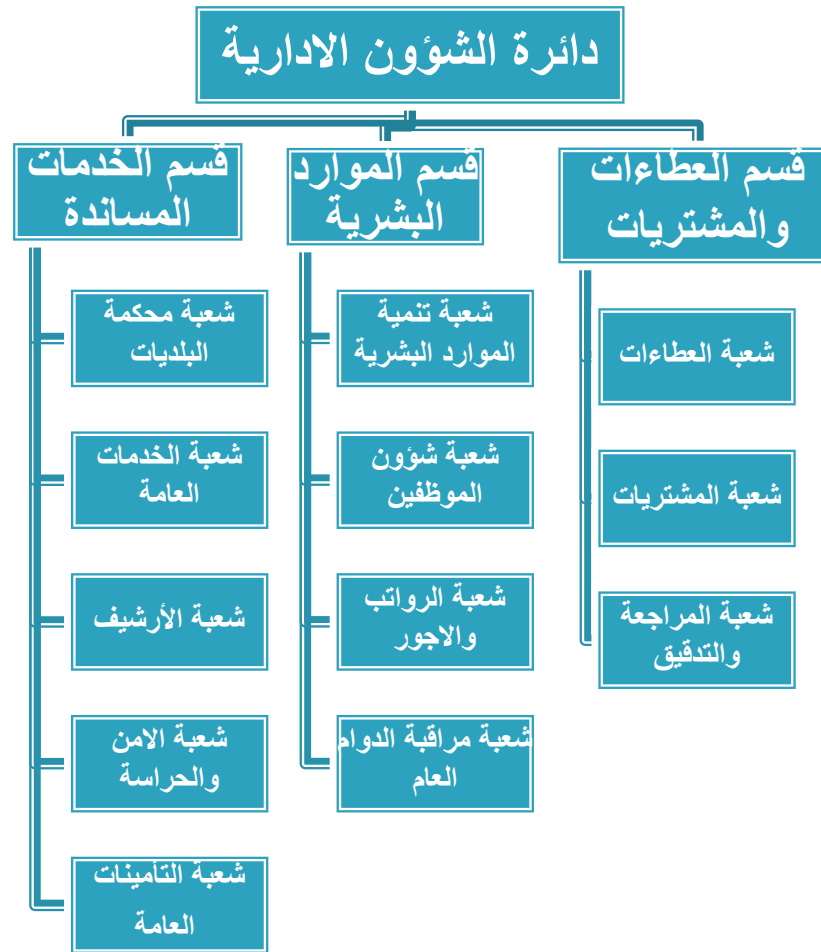 دائرة الشؤون الادارية
قسم العطاءات
والمشتريات
شعبة العطاءات
شعبة المشتريات
شعبة المراجعة
والتدقيق
قسم الموارد
البشرية
شعبة تنمية
الموارد البشرية
شعبة شؤون
الموظفين
شعبة الرواتب
والاجور
شعبة مراقبة الدوام
العام
قسم الخدمات
المساندة
شعبة محكمة
البلديات
شعبة الخدمات
العامة
شعبة الأرشيف
شعبة الامن
والحراسة
شعبة التأمينات
العامة